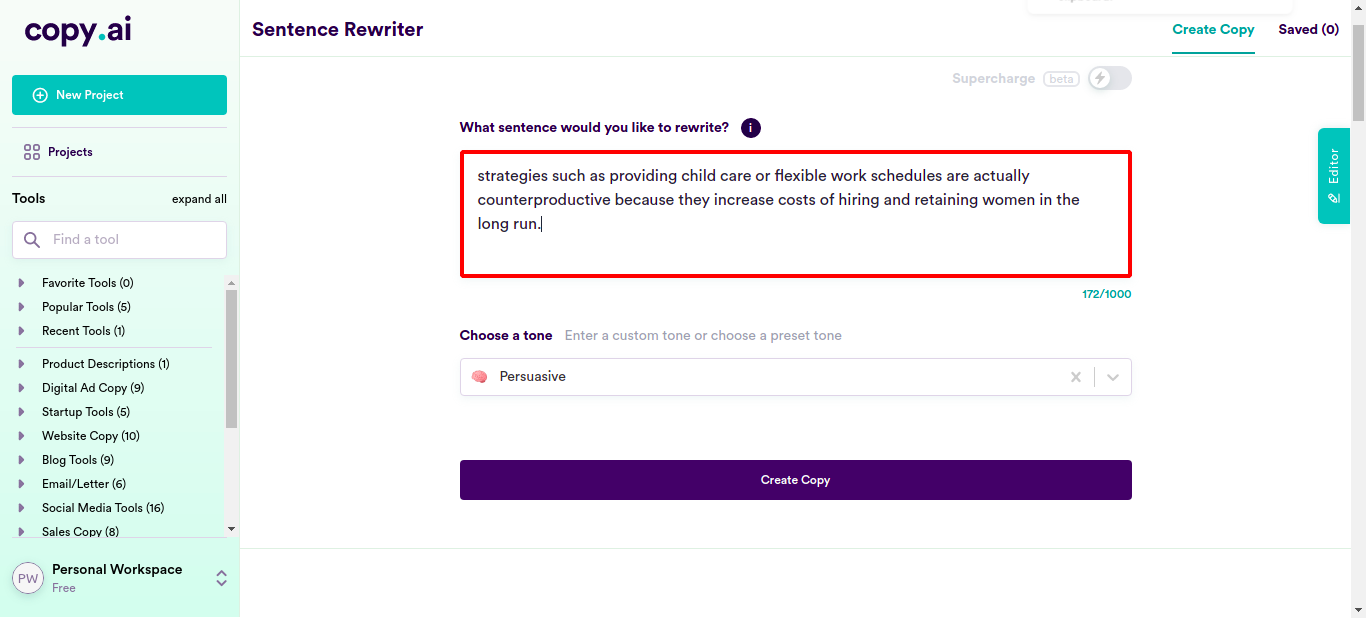 copy.ai
Sentence Rewriter
Create Copy
Saved (0)
New Project
Projects
Tools
expand all
Find a tool
Favorite Tools (0)
Popular Tools (5)
Recent Tools (1)
Product Descriptions (1)
Digital Ad Copy (9)
Startup Tools (5)
Website Copy (10)
Blog Tools (9)
Email/Letter (6)
Social Media Tools (16)
Sales Copy (8)
PW
Personal Workspace
Free
Supercharge beta
What sentence would you like to rewrite? i
strategies such as providing child care or flexible work schedules are actually
counterproductive because they increase costs of hiring and retaining women in the
long run.
172/1000
Choose a tone Enter a custom tone or choose a preset tone
Persuasive
Create Copy
Editor